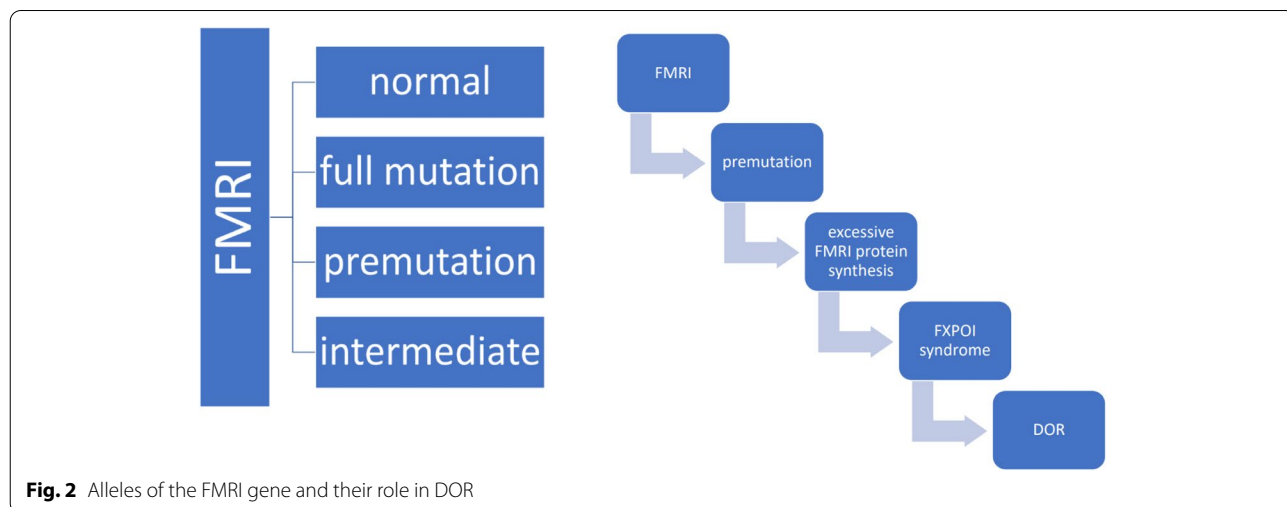 FMRI
normal
full mutation
premutation
intermediate
FMRI
premutation
excessive
FMRI protein
synthesis
FXPOI
syndrome
DOR
Fig. 2 Alleles of the FMRI gene and their role in DOR